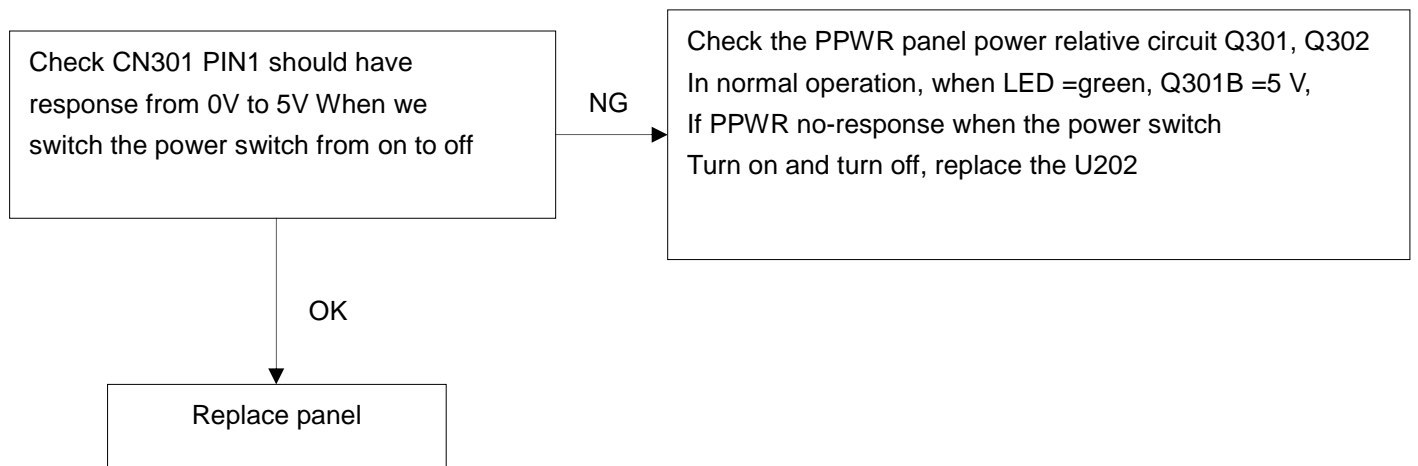 Check CN301 PIN1 should have
response from 0V to 5V When we
switch the power switch from on to off
NG
Check the PPWR panel power relative circuit Q301, Q302
In normal operation, when LED =green, Q301B =5 V,
If PPWR no-response when the power switch
Turn on and turn off, replace the U202
OK
Replace panel